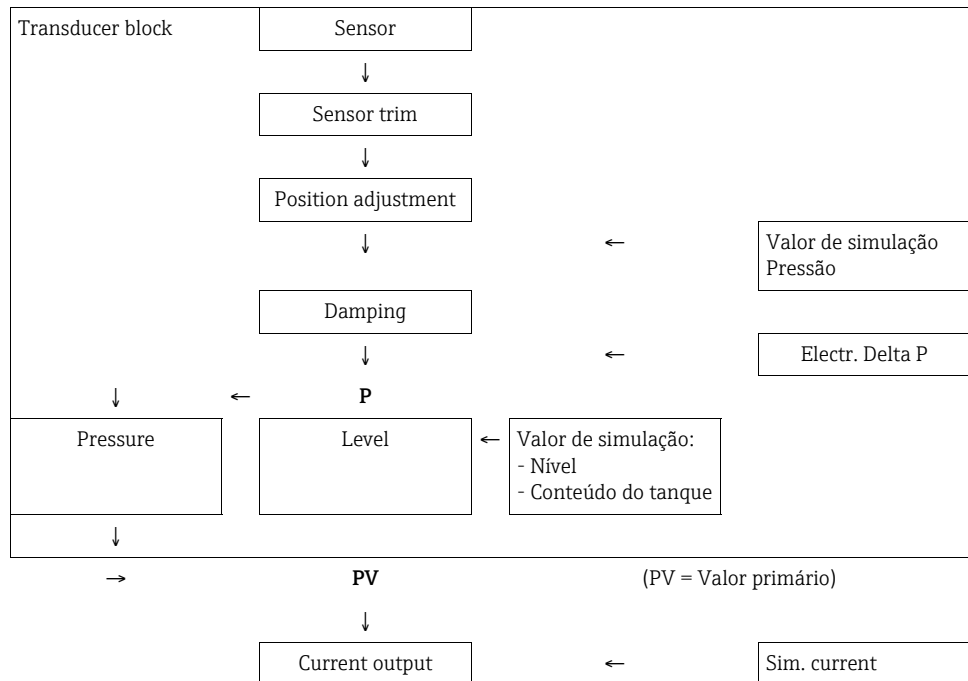 Transducer block
Sensor
↓
Sensor trim
↓
Position adjustment
↓ ← Valor de simulação
Pressão
Damping
↓ ← Electr. Delta P
↓ ← P
Pressure
Level
← Valor de simulação:
- Nível
- Conteúdo do tanque
↓
→ PV (PV = Valor primário)
↓
Current output ← Sim. current